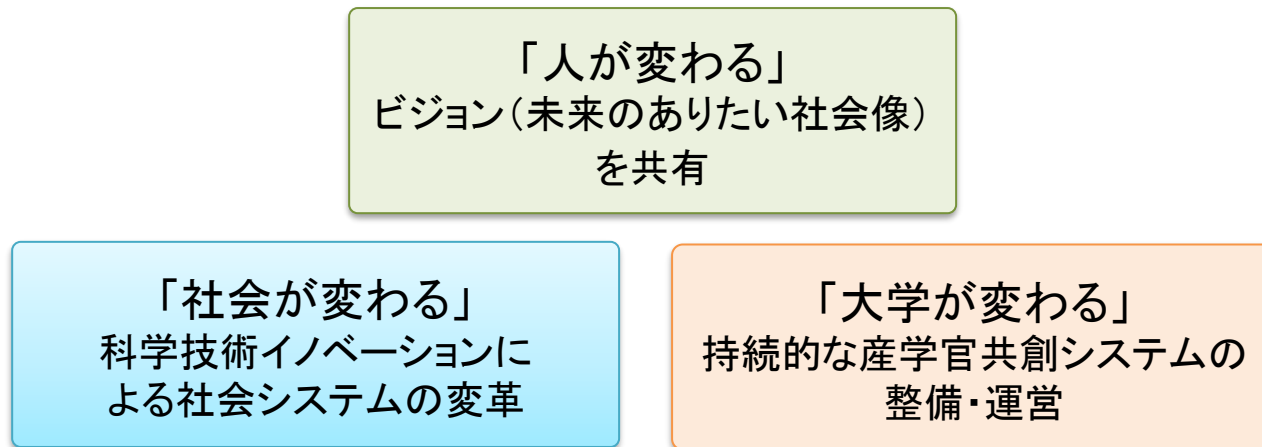 「人が変わる」
ビジョン（未来のありたい社会像）
を共有
「社会が変わる」
科学技術イノベーションに
よる社会システムの変革
「大学が変わる」
持続的な産学官共創システムの
整備・運営